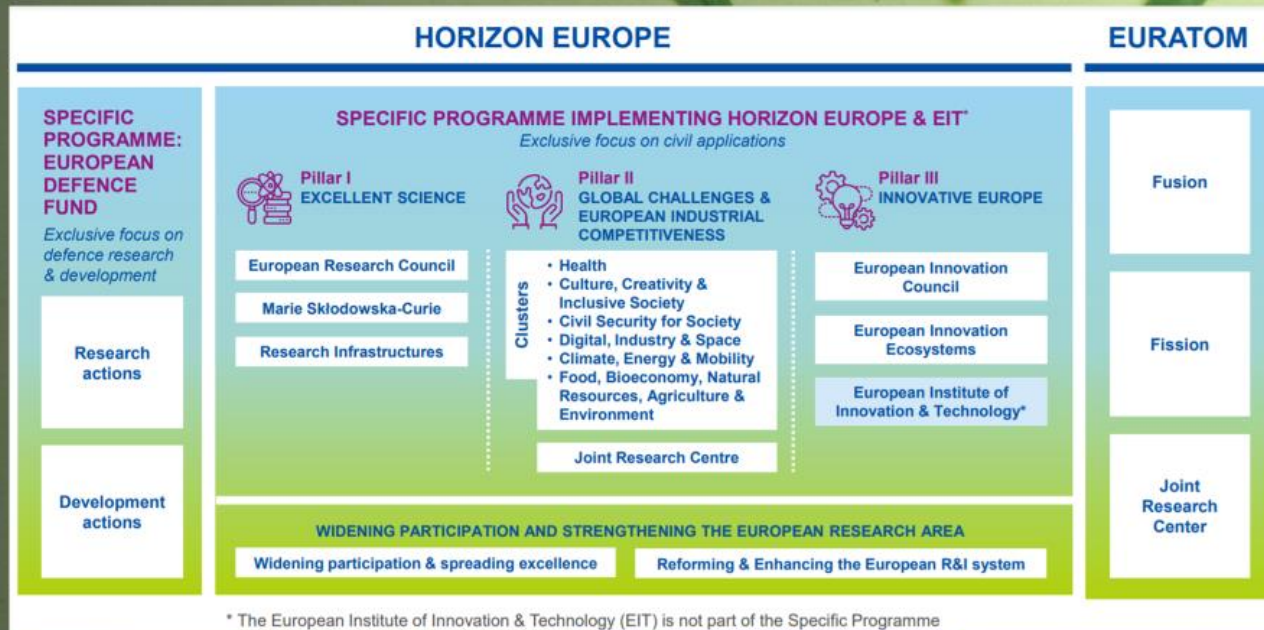 HORIZON EUROPE
EURATOM
SPECIFIC
PROGRAMME:
EUROPEAN
DEFENCE
FUND
Exclusive focus on
defence research
& development
Research
actions
Development
actions
SPECIFIC PROGRAMME IMPLEMENTING HORIZON EUROPE & EIT*
Exclusive focus on civil applications
Pillar I
EXCELLENT SCIENCE
European Research Council
Marie Skłodowska-Curie
Research Infrastructures
Pillar II
GLOBAL CHALLENGES &
EUROPEAN INDUSTRIAL
COMPETITIVENESS
Clusters
• Health
• Culture, Creativity &
Inclusive Society
• Civil Security for Society
• Digital, Industry & Space
• Climate, Energy & Mobility
• Food, Bioeconomy, Natural
Resources, Agriculture &
Environment
Joint Research Centre
Pillar III
INNOVATIVE EUROPE
European Innovation
Council
European Innovation
Ecosystems
European Institute of
Innovation & Technology*
WIDENING PARTICIPATION AND STRENGTHENING THE EUROPEAN RESEARCH AREA
Widening participation & spreading excellence
Reforming & Enhancing the European R&I system
Fusion
Fission
Joint
Research
Center
* The European Institute of Innovation & Technology (EIT) is not part of the Specific Programme